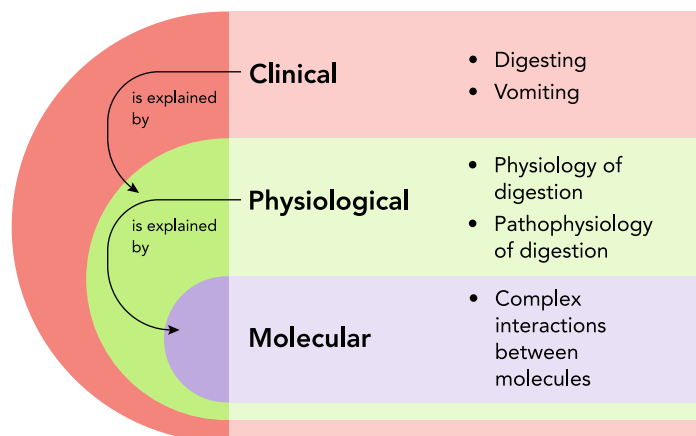 Clinical
• Digesting
• Vomiting
is explained
by
Physiological
• Physiology of
digestion
• Pathophysiology
of digestion
is explained
by
Molecular
• Complex
interactions
between
molecules